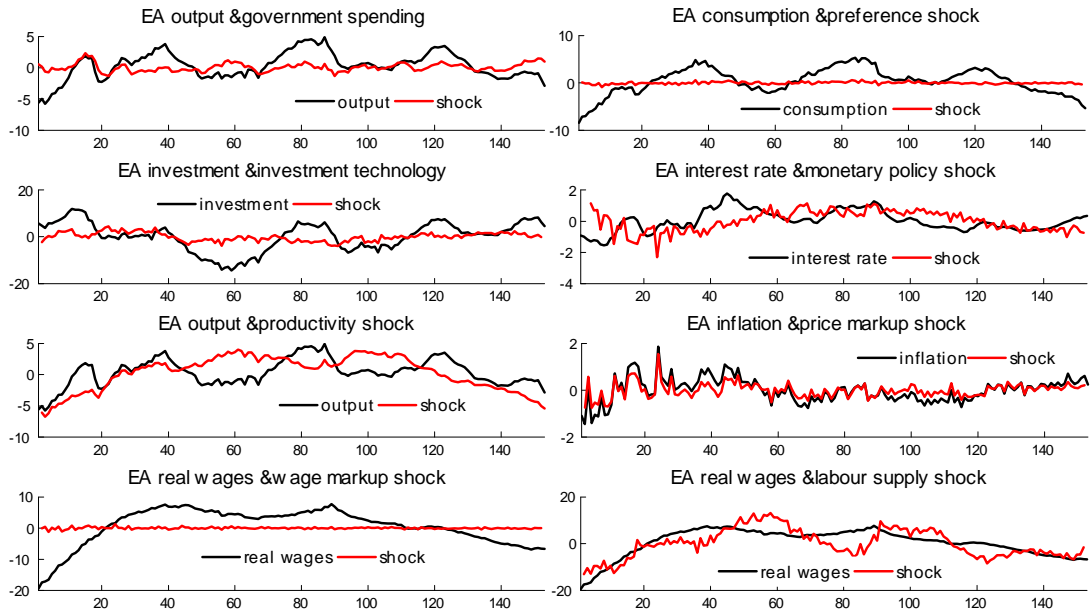 EA output &government spending
5
0
-5
-10
output shock
20 40 60 80 100 120 140
EA consumption &preference shock
10
0
-10
consumption shock
20 40 60 80 100 120 140
EA investment &investment technology
20
0
-20
investment shock
20 40 60 80 100 120 140
EA interest rate &monetary policy shock
2
0
-2
-4
interest rate shock
20 40 60 80 100 120 140
EA output &productivity shock
5
0
-5
-10
output shock
20 40 60 80 100 120 140
EA inflation &price markup shock
2
0
-2
inflation shock
20 40 60 80 100 120 140
EA real wages &wage markup shock
10
0
-10
-20
real wages shock
20 40 60 80 100 120 140
EA real wages &labour supply shock
20
0
-20
real wages shock
20 40 60 80 100 120 140